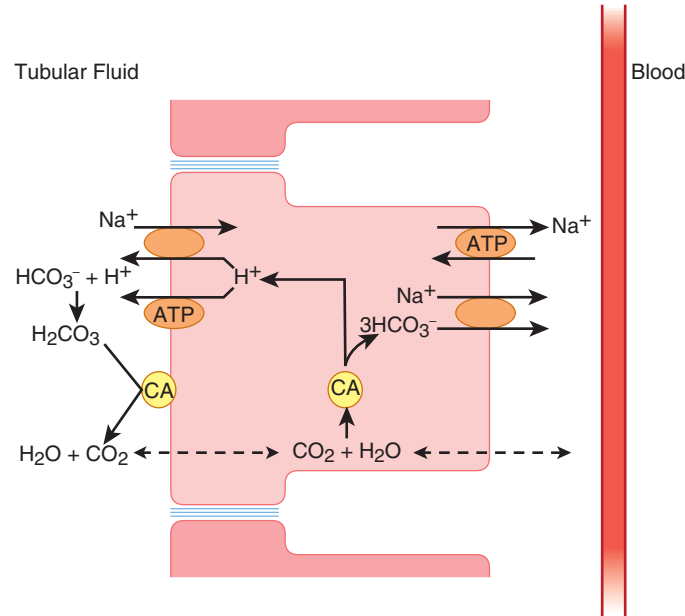 Tubular Fluid
Blood
Na⁺
Na⁺
ATP
HCO₃⁻ + H⁺
H⁺
Na⁺
ATP
3HCO₃⁻
H₂CO₃
CA
CA
H₂O + CO₂
CO₂ + H₂O